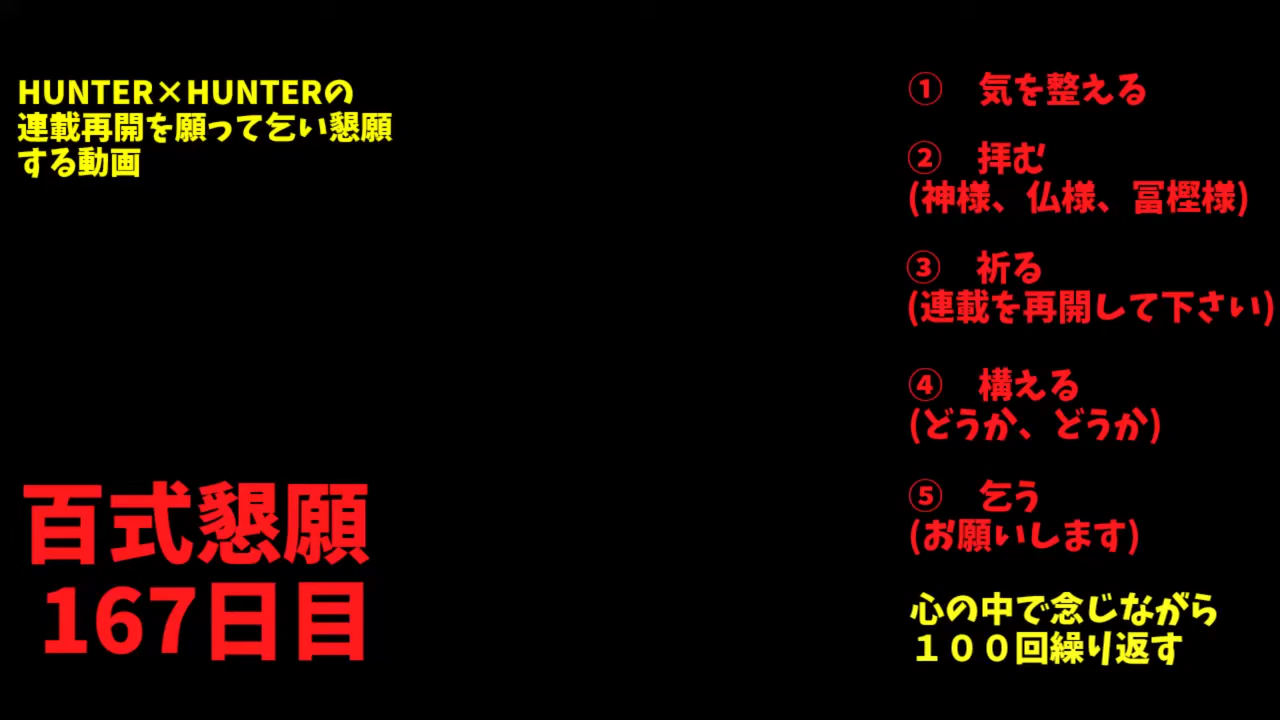 HUNTER×HUNTERの
連載再開を願って乞い懇願
する動画
百式懇願
167日目
① 気を整える
② 拝む
(神様、仏様、冨樫様)
③ 祈る
(連載を再開して下さい)
④ 構える
(どうか、どうか)
⑤ 乞う
(お願いします)
心の中で念じながら
１００回繰り返す